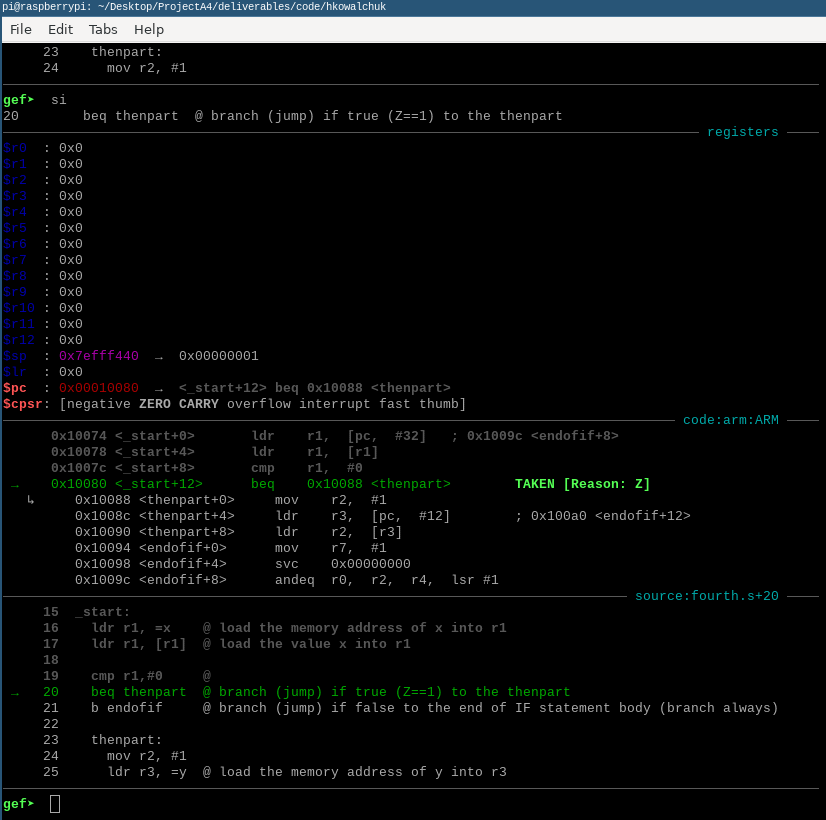 pi@raspberrypi: ~/Desktop/ProjectA4/deliverables/code/hkowalchuk
File Edit Tabs Help
23    thenpart:
24      mov r2, #1
gef➤  si
20        beq thenpart  @ branch (jump) if true (Z==1) to the thenpart
registers
$r0  : 0x0
$r1  : 0x0
$r2  : 0x0
$r3  : 0x0
$r4  : 0x0
$r5  : 0x0
$r6  : 0x0
$r7  : 0x0
$r8  : 0x0
$r9  : 0x0
$r10 : 0x0
$r11 : 0x0
$r12 : 0x0
$sp  : 0x7efff440  →  0x00000001
$lr  : 0x0
$pc  : 0x00010080  →  <_start+12> beq 0x10088 <thenpart>
$cpsr: [negative ZERO CARRY overflow interrupt fast thumb]
code:arm:ARM
0x10074 <_start+0>       ldr    r1,  [pc,  #32]   ; 0x1009c <endofif+8>
0x10078 <_start+4>       ldr    r1,  [r1]
0x1007c <_start+8>       cmp    r1,  #0
→    0x10080 <_start+12>      beq    0x10088 <thenpart>        TAKEN [Reason: Z]
↳     0x10088 <thenpart+0>     mov    r2,  #1
0x1008c <thenpart+4>     ldr    r3,  [pc,  #12]        ; 0x100a0 <endofif+12>
0x10090 <thenpart+8>     ldr    r2,  [r3]
0x10094 <endofif+0>      mov    r7,  #1
0x10098 <endofif+4>      svc    0x00000000
0x1009c <endofif+8>      andeq  r0,  r2,  r4,  lsr #1
source:fourth.s+20
15  _start:
16    ldr r1, =x    @ load the memory address of x into r1
17    ldr r1, [r1]  @ load the value x into r1
18
19    cmp r1,#0     @
→   20    beq thenpart  @ branch (jump) if true (Z==1) to the thenpart
21    b endofif     @ branch (jump) if false to the end of IF statement body (branch always)
22
23    thenpart:
24      mov r2, #1
25      ldr r3, =y  @ load the memory address of y into r3
gef➤